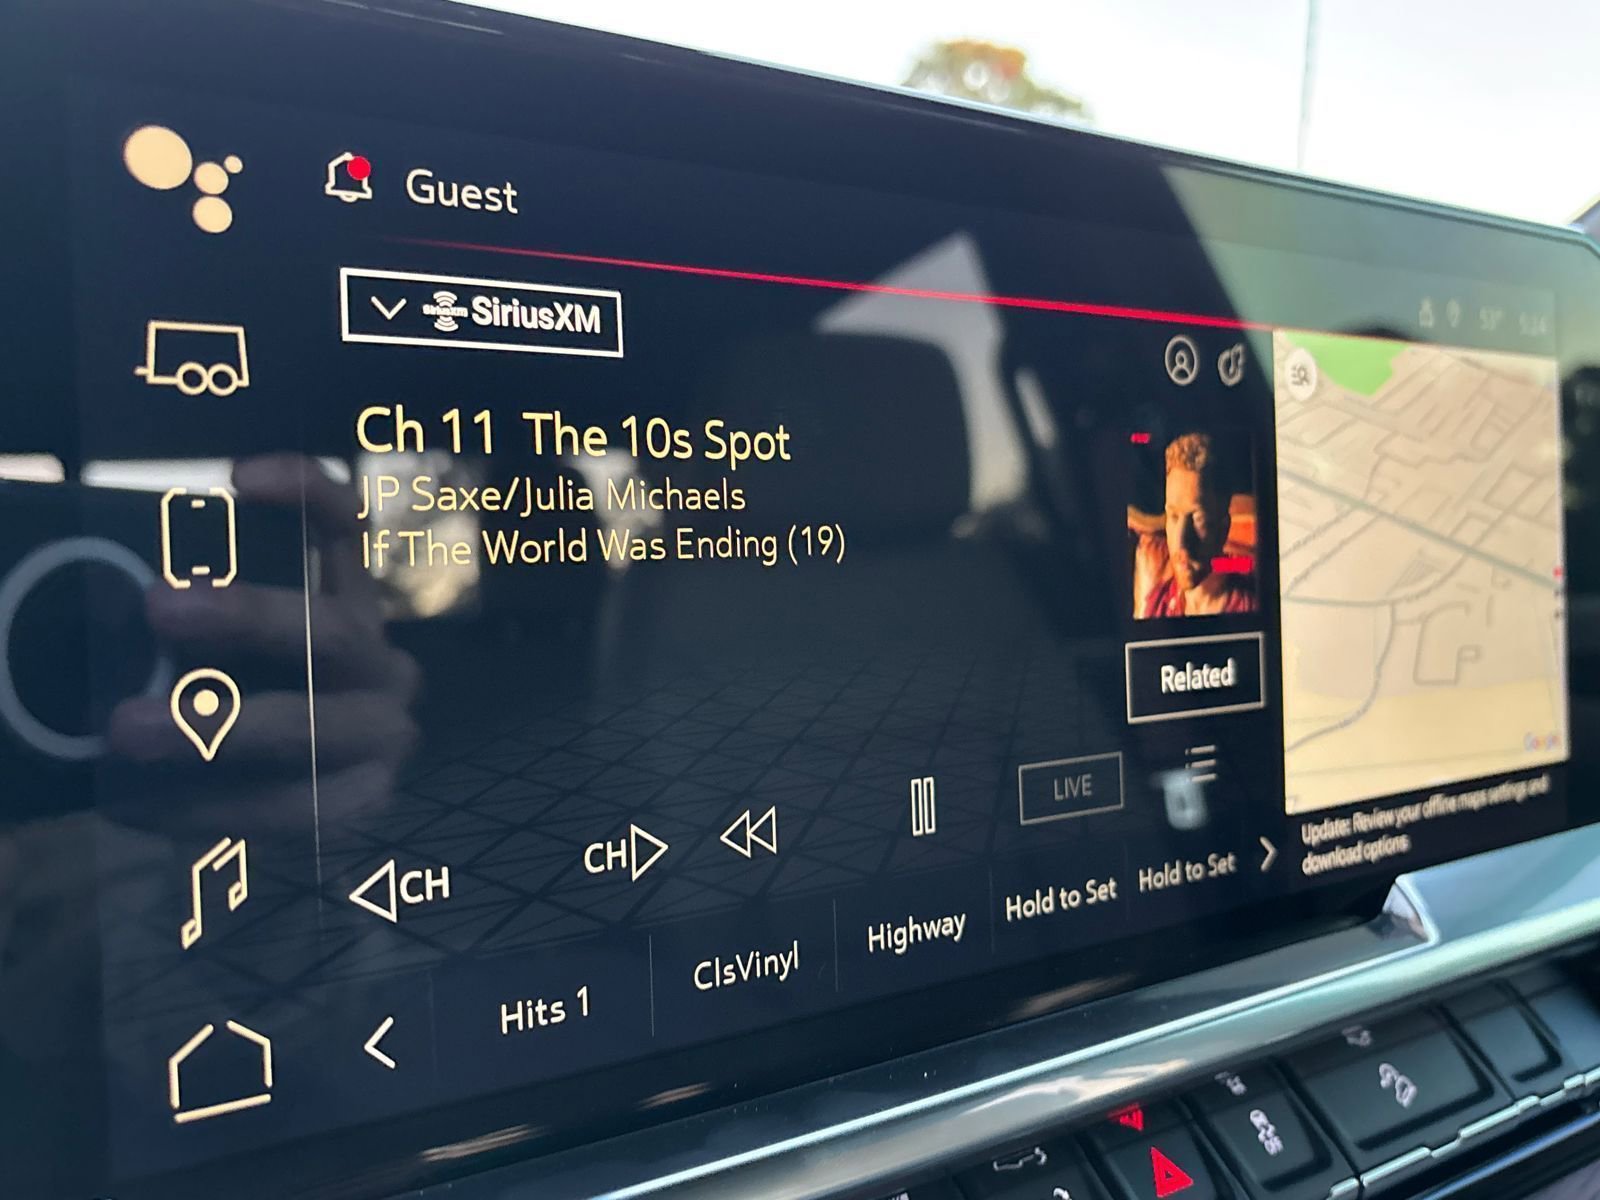 Guest
SiriusXM
Ch 11 The 10s Spot
JP Saxe/Julia Michaels
If The World Was Ending (19)
Related
LIVE
CH
CH
Hits 1
ClsVinyl
Highway
Hold to Set
Hold to Set
Google
Update: Review your offline maps settings and
download options